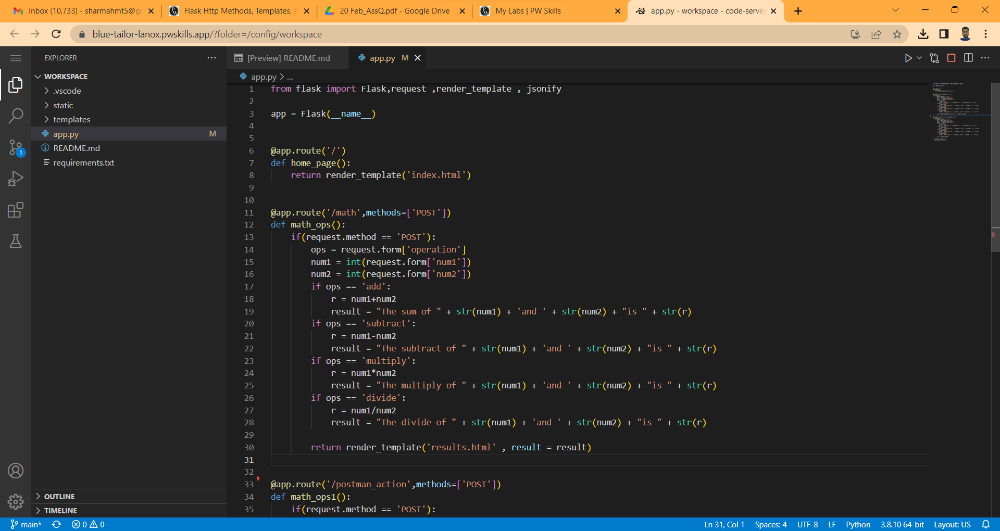 Inbox (10,733) - sharmahmt5@g
Flask Http Methods, Templates, P
20 Feb_AssQ.pdf - Google Drive
My Labs | PW Skills
app.py - workspace - code-server
blue-tailor-lanox.pwskills.app/?folder=/config/workspace
EXPLORER
WORKSPACE
.vscode
static
templates
app.py M
README.md
requirements.txt
OUTLINE
TIMELINE
1
[Preview] README.md
app.py M
app.py > ...
1 from flask import Flask,request ,render_template , jsonify
2
3 app = Flask(__name__)
4
5
6 @app.route('/')
7 def home_page():
8     return render_template('index.html')
9
10
11 @app.route('/math',methods=['POST'])
12 def math_ops():
13     if(request.method == 'POST'):
14         ops = request.form['operation']
15         num1 = int(request.form['num1'])
16         num2 = int(request.form['num2'])
17         if ops == 'add':
18             r = num1+num2
19             result = "The sum of " + str(num1) + 'and ' + str(num2) + "is " + str(r)
20         if ops == 'subtract':
21             r = num1-num2
22             result = "The subtract of " + str(num1) + 'and ' + str(num2) + "is " + str(r)
23         if ops == 'multiply':
24             r = num1*num2
25             result = "The multiply of " + str(num1) + 'and ' + str(num2) + "is " + str(r)
26         if ops == 'divide':
27             r = num1/num2
28             result = "The divide of " + str(num1) + 'and ' + str(num2) + "is " + str(r)
29
30         return render_template('results.html' , result = result)
31
32
33 @app.route('/postman_action',methods=['POST'])
34 def math_ops1():
35     if(request.method == 'POST'):
main* 0 0
Ln 31, Col 1 Spaces: 4 UTF-8 LF Python 3.8.10 64-bit Layout: US